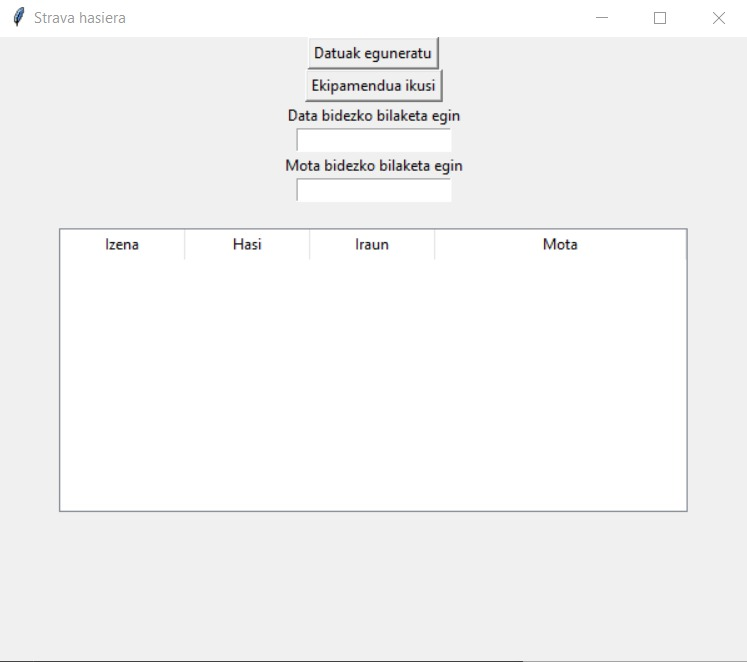 Strava hasiera
Datuak eguneratu
Ekipamendua ikusi
Data bidezko bilaketa egin
Mota bidezko bilaketa egin
Izena Hasi Iraun Mota